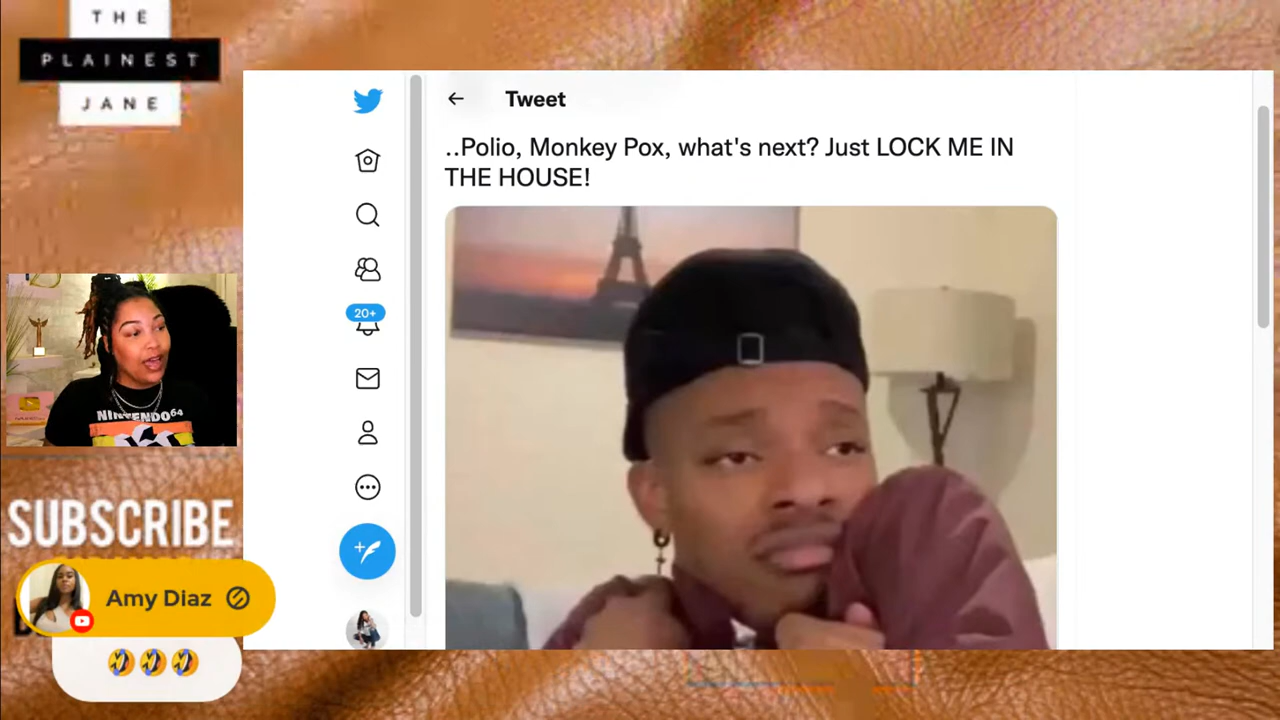 THE
PLAINEST
JANE
Tweet
..Polio, Monkey Pox, what's next? Just LOCK ME IN
THE HOUSE!
20+
NINTENDO64
SUBSCRIBE
Amy Diaz
🤣🤣🤣